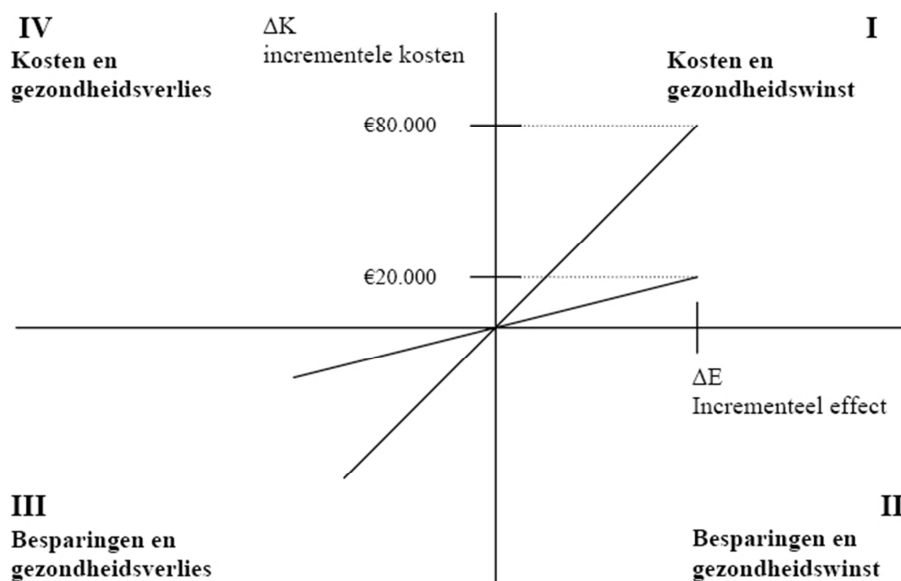 IV
Kosten en
gezondheidsverlies
ΔK
incrementele kosten
I
Kosten en
gezondheidswinst
€80.000
€20.000
ΔE
Incrementeel effect
III
Besparingen en
gezondheidsverlies
II
Besparingen en
gezondheidswinst